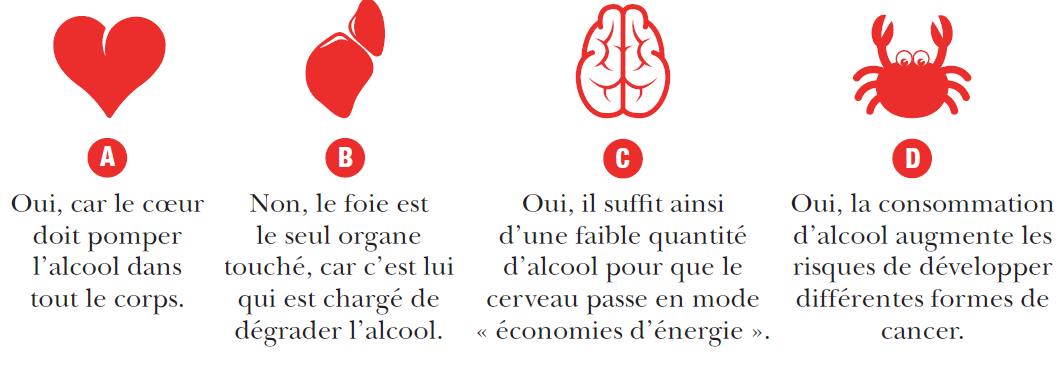 A
Oui, car le cœur
doit pomper
l’alcool dans
tout le corps.
B
Non, le foie est
le seul organe
touché, car c’est lui
qui est chargé de
dégrader l’alcool.
C
Oui, il suffit ainsi
d’une faible quantité
d’alcool pour que le
cerveau passe en mode
« économies d’énergie ».
D
Oui, la consommation
d’alcool augmente les
risques de développer
différentes formes de
cancer.